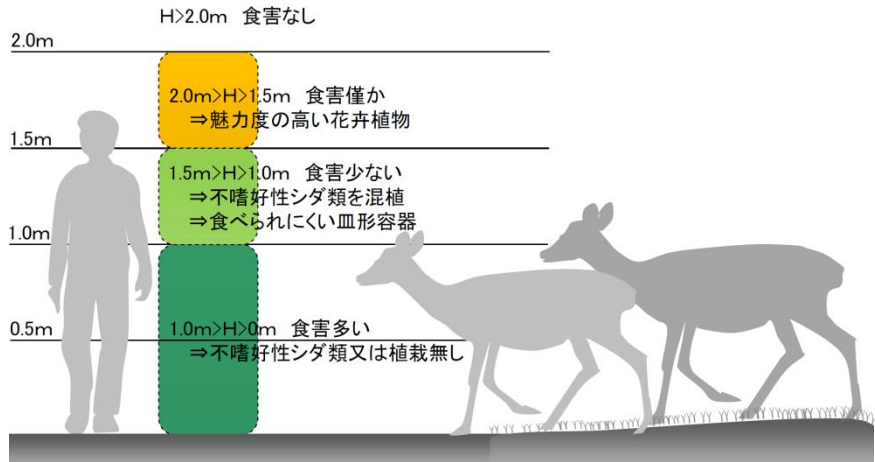 H>2.0m 食害なし
2.0m
2.0m>H>1.5m 食害僅か
⇒魅力度の高い花卉植物
1.5m
1.5m>H>1.0m 食害少ない
⇒不嗜好性シダ類を混植
⇒食べられにくい皿形容器
1.0m
0.5m
1.0m>H>0m 食害多い
⇒不嗜好性シダ類又は植栽無し